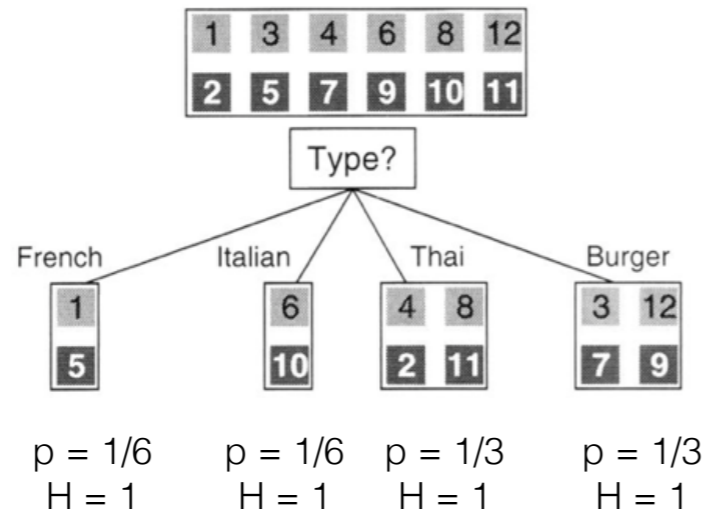 1 3 4 6 8 12
2 5 7 9 10 11
Type?
French Italian Thai Burger
1 6 4 8 3 12
5 10 2 11 7 9
p = 1/6 p = 1/6 p = 1/3 p = 1/3
H = 1 H = 1 H = 1 H = 1